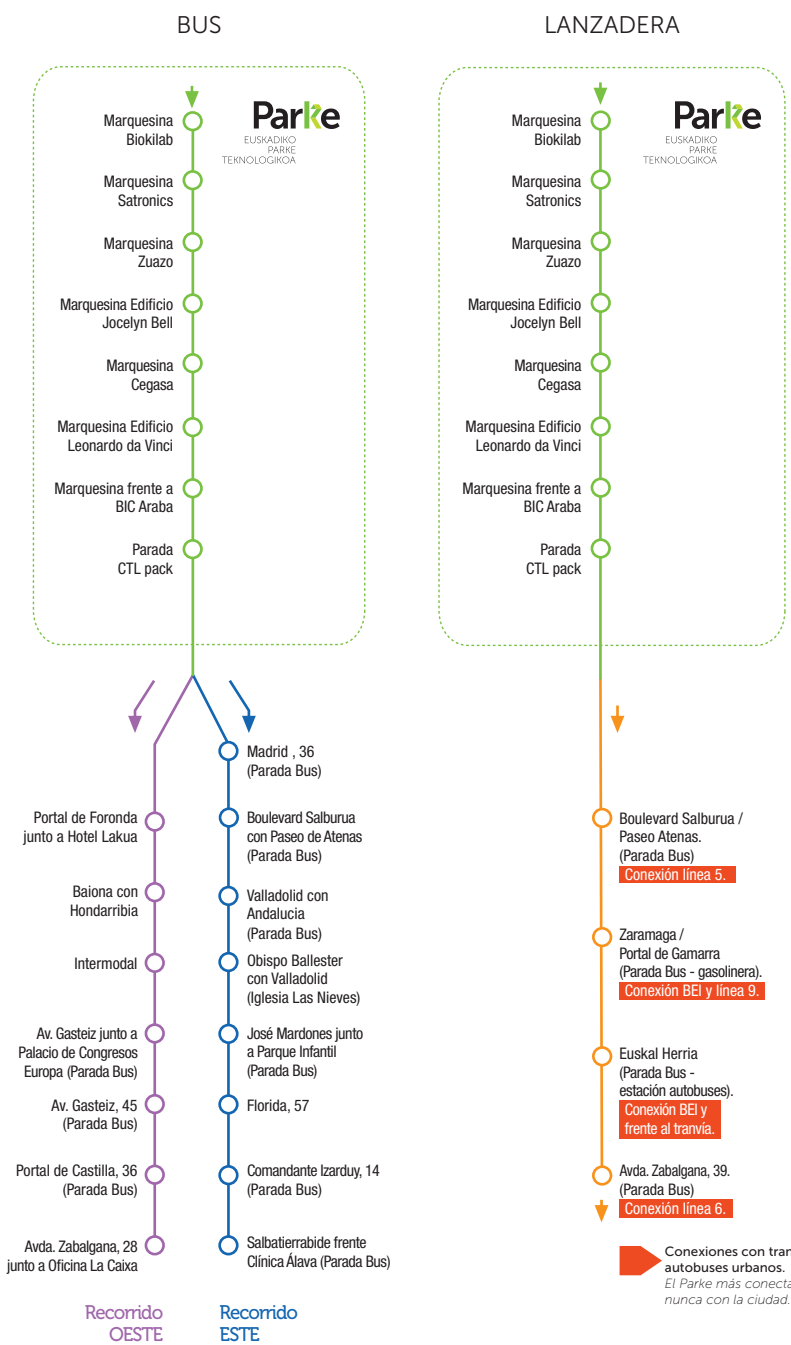 BUS
Parke
EUSKADIKO
PARKE
TEKNOLOGIKOA
Marquesina
Biokilab
Marquesina
Satronics
Marquesina
Zuazo
Marquesina Edificio
Jocelyn Bell
Marquesina
Cegasa
Marquesina Edificio
Leonardo da Vinci
Marquesina frente a
BIC Araba
Parada
CTL pack
Portal de Foronda
junto a Hotel Lakua
Baiona con
Hondarribia
Intermodal
Av. Gasteiz junto a
Palacio de Congresos
Europa (Parada Bus)
Av. Gasteiz, 45
(Parada Bus)
Portal de Castilla, 36
(Parada Bus)
Avda. Zabalgana, 28
junto a Oficina La Caixa
Recorrido
OESTE
Madrid , 36
(Parada Bus)
Boulevard Salburua
con Paseo de Atenas
(Parada Bus)
Valladolid con
Andalucia
(Parada Bus)
Obispo Ballester
con Valladolid
(Iglesia Las Nieves)
José Mardones junto
a Parque Infantil
(Parada Bus)
Florida, 57
Comandante Izarduy, 14
(Parada Bus)
Salbatierrabide frente
Clínica Álava (Parada Bus)
Recorrido
ESTE
LANZADERA
Parke
EUSKADIKO
PARKE
TEKNOLOGIKOA
Marquesina
Biokilab
Marquesina
Satronics
Marquesina
Zuazo
Marquesina Edificio
Jocelyn Bell
Marquesina
Cegasa
Marquesina Edificio
Leonardo da Vinci
Marquesina frente a
BIC Araba
Parada
CTL pack
Boulevard Salburua /
Paseo Atenas.
(Parada Bus)
Conexión línea 5.
Zaramaga /
Portal de Gamarra
(Parada Bus - gasolinera).
Conexión BEI y línea 9.
Euskal Herria
(Parada Bus -
estación autobuses).
Conexión BEI y
frente al tranvía.
Avda. Zabalgana, 39.
(Parada Bus)
Conexión línea 6.
Conexiones con
autobuses urbanos.
El Parke más
nunca con la ciudad.